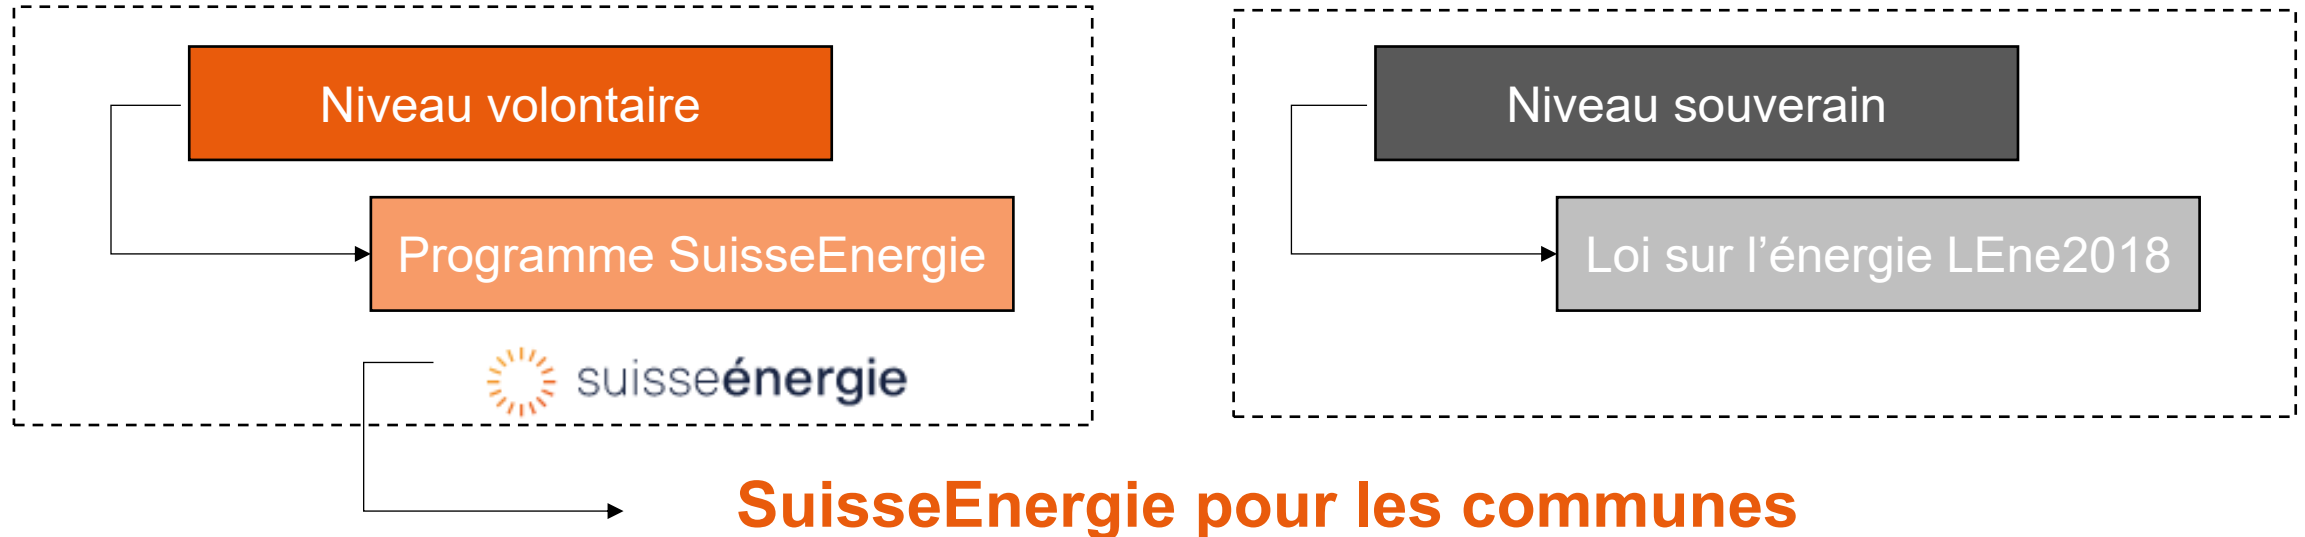 Niveau volontaire
Programme SuisseEnergie
suisseénergie
Niveau souverain
Loi sur l’énergie LEne2018
SuisseEnergie pour les communes